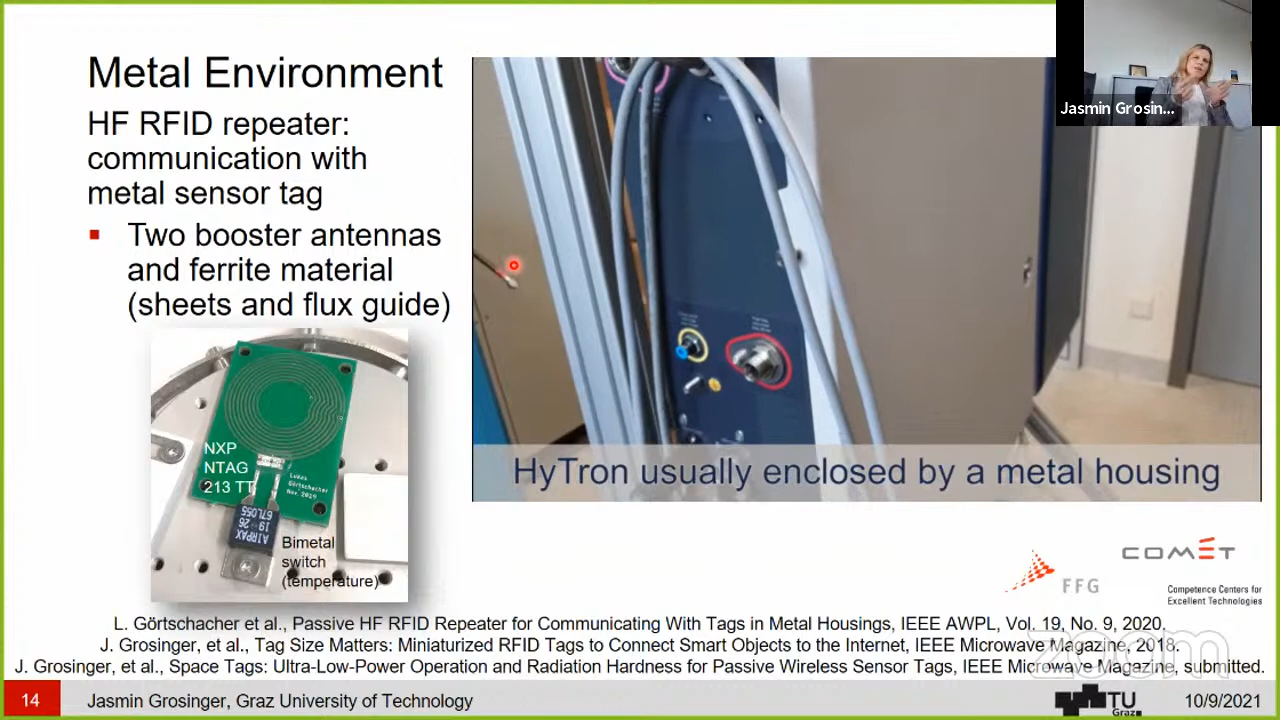 Metal Environment
HF RFID repeater:
communication with
metal sensor tag
Two booster antennas
and ferrite material
(sheets and flux guide)
NXP
NTAG
213 TT
Lukas
Görtschacher
Nov. 2019
AIRPAX
19-26
67L055
Bimetal
switch
(temperature)
Jasmin Grosin...
HyTron usually enclosed by a metal housing
FFG
COMET
Competence Centers for
Excellent Technologies
L. Görtschacher et al., Passive HF RFID Repeater for Communicating With Tags in Metal Housings, IEEE AWPL, Vol. 19, No. 9, 2020.
J. Grosinger, et al., Tag Size Matters: Miniaturized RFID Tags to Connect Smart Objects to the Internet, IEEE Microwave Magazine, 2018.
J. Grosinger, et al., Space Tags: Ultra-Low-Power Operation and Radiation Hardness for Passive Wireless Sensor Tags, IEEE Microwave Magazine, submitted.
zoom
14
Jasmin Grosinger, Graz University of Technology
TU
Graz
10/9/2021